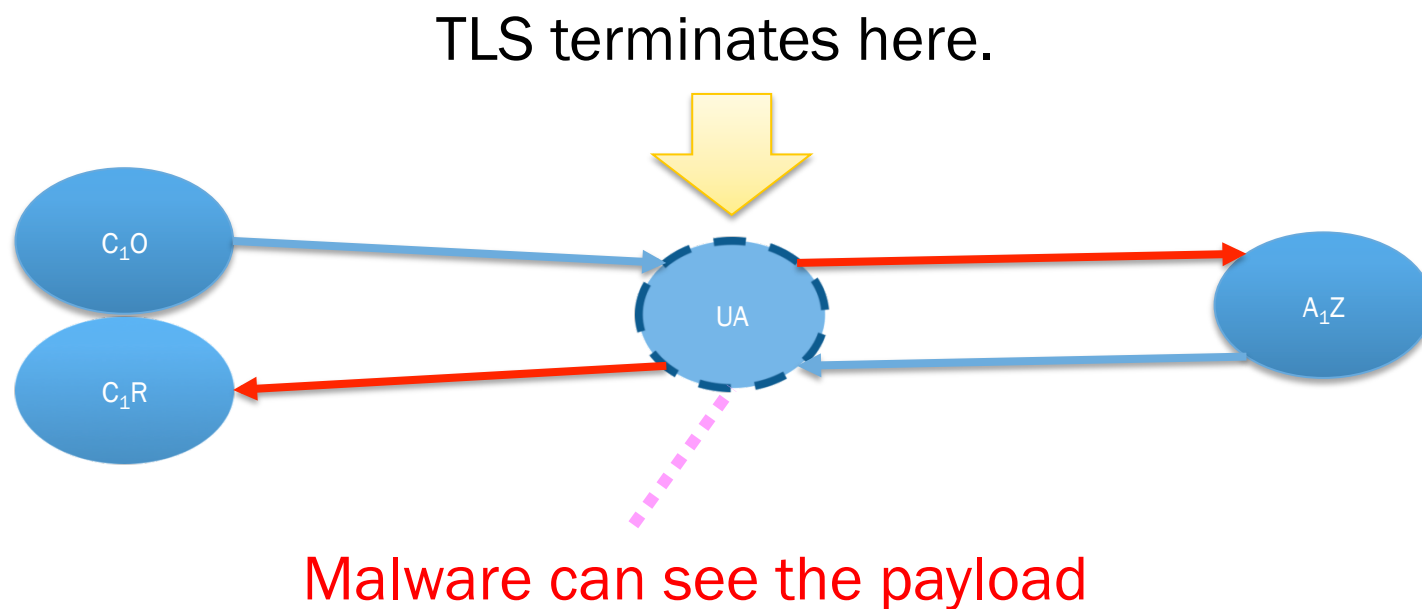 TLS terminates here.
C₁O
UA
A₁Z
C₁R
Malware can see the payload